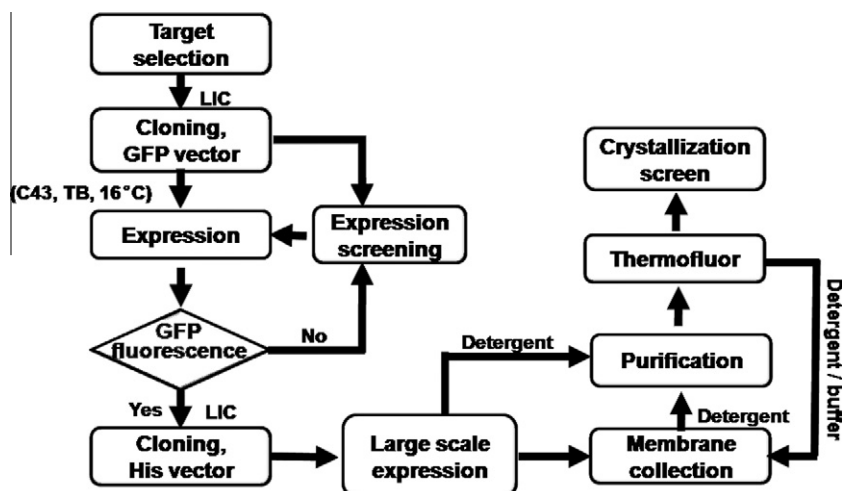 Target
selection
LIC
Cloning,
GFP vector
(C43, TB, 16°C)
Expression
Expression
screening
GFP
fluorescence
No
Yes
LIC
Cloning,
His vector
Large scale
expression
Detergent
Crystallization
screen
Thermofluor
Purification
Detergent
Membrane
collection
Detergent / buffer